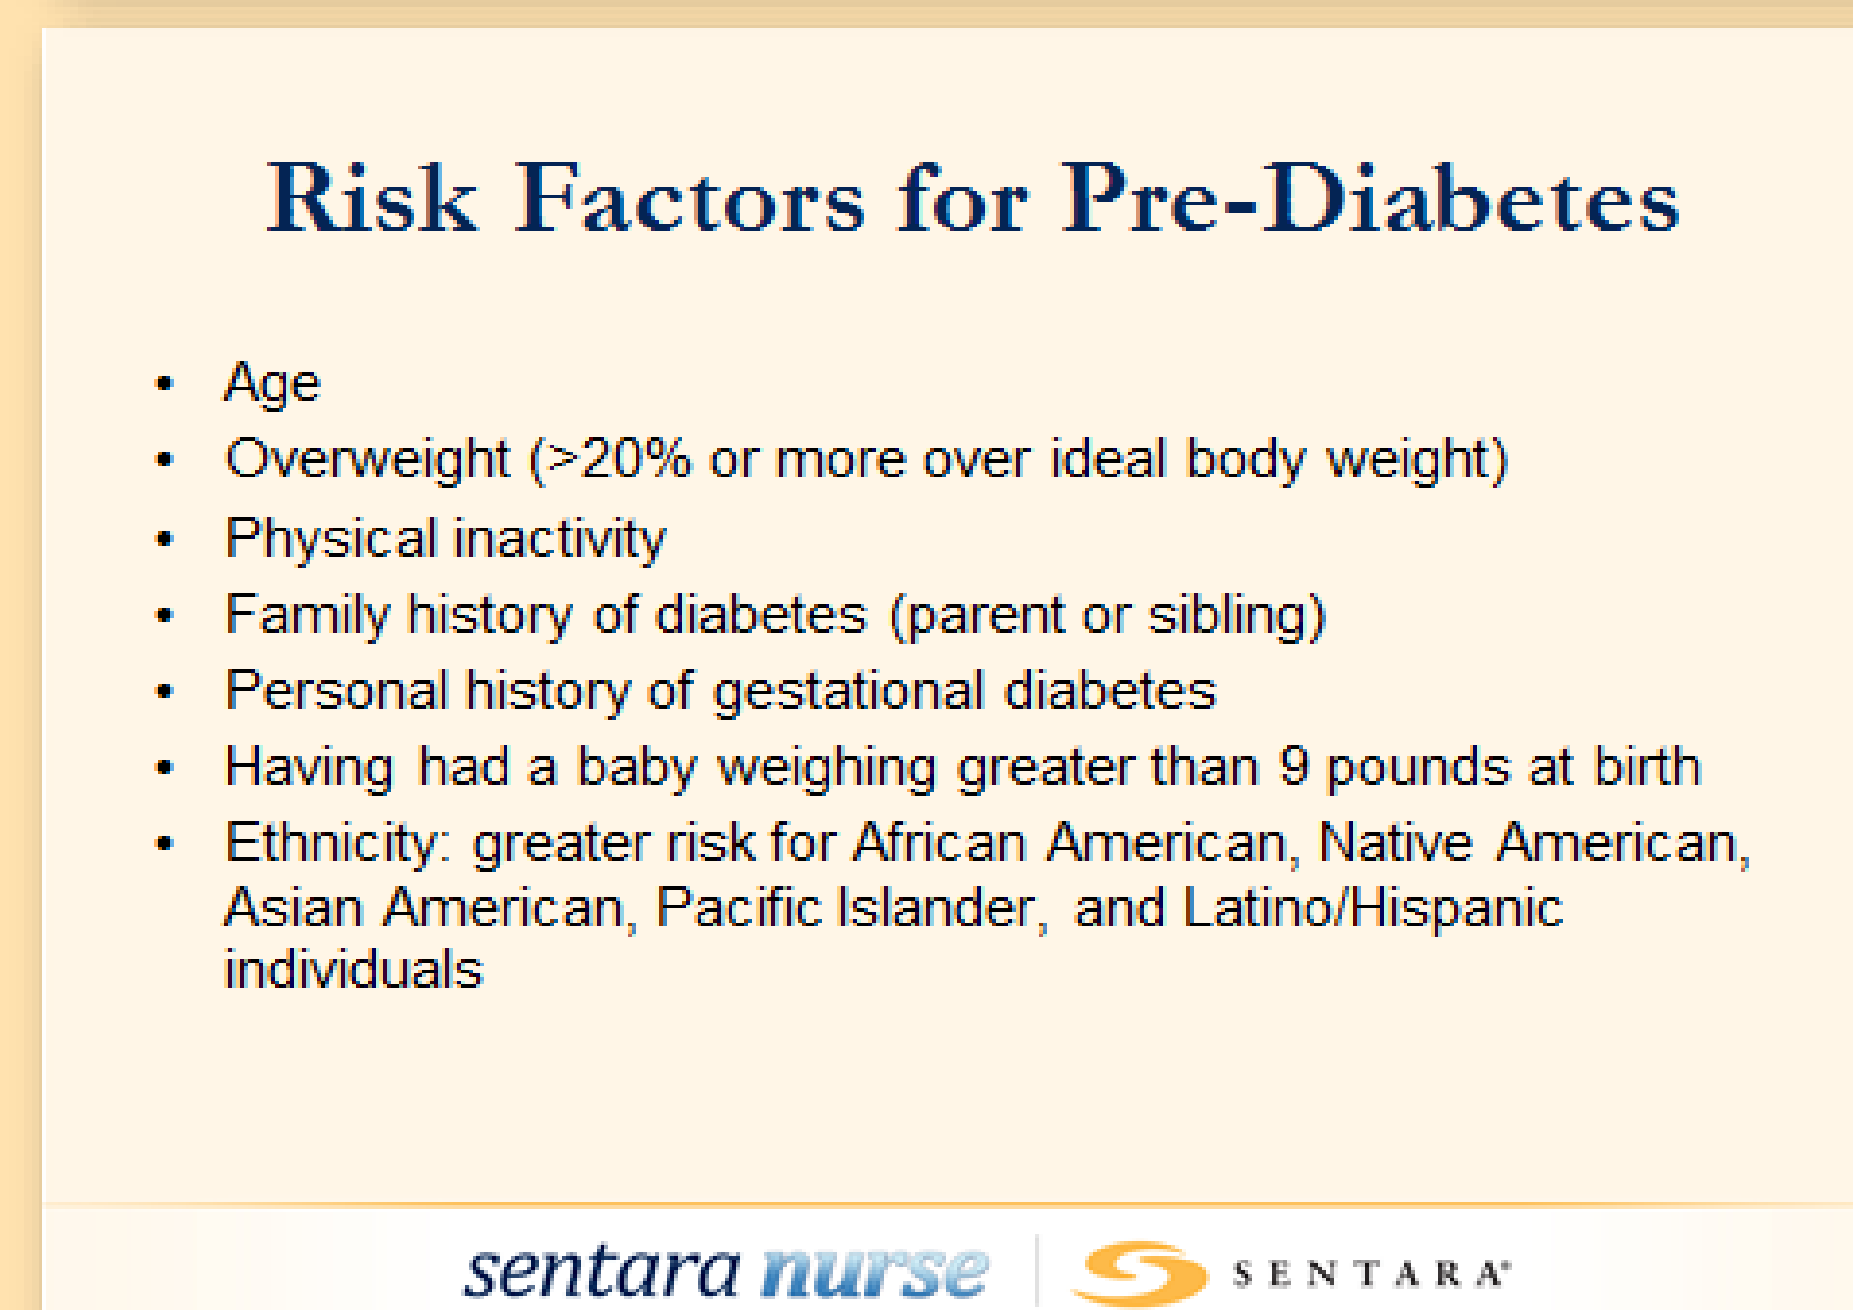 Risk Factors for Pre-Diabetes
• Age
• Overweight (>20% or more over ideal body weight)
• Physical inactivity
• Family history of diabetes (parent or sibling)
• Personal history of gestational diabetes
• Having had a baby weighing greater than 9 pounds at birth
• Ethnicity: greater risk for African American, Native American,
Asian American, Pacific Islander, and Latino/Hispanic
individuals
sentara nurse | SENTARA®